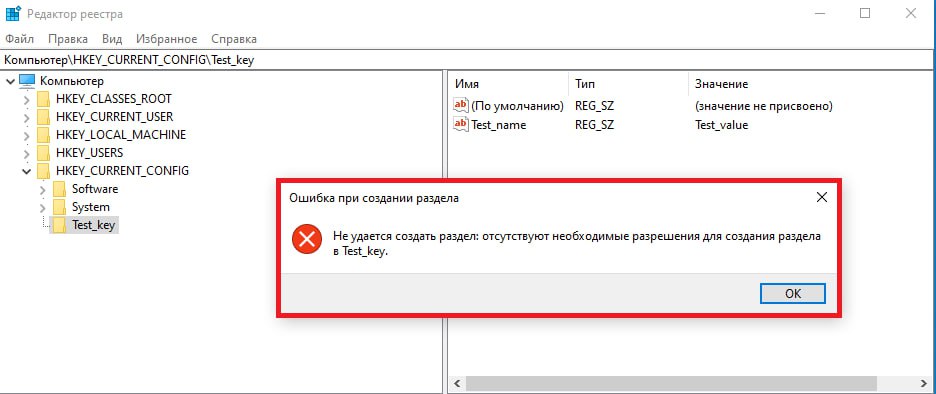 Редактор реестра
Файл Правка Вид Избранное Справка
Компьютер\HKEY_CURRENT_CONFIG\Test_key
Компьютер
HKEY_CLASSES_ROOT
HKEY_CURRENT_USER
HKEY_LOCAL_MACHINE
HKEY_USERS
HKEY_CURRENT_CONFIG
Software
System
Test_key
Имя Тип Значение
ab (По умолчанию) REG_SZ (значение не присвоено)
ab Test_name REG_SZ Test_value
Ошибка при создании раздела
Не удается создать раздел: отсутствуют необходимые разрешения для создания раздела
в Test_key.
OK